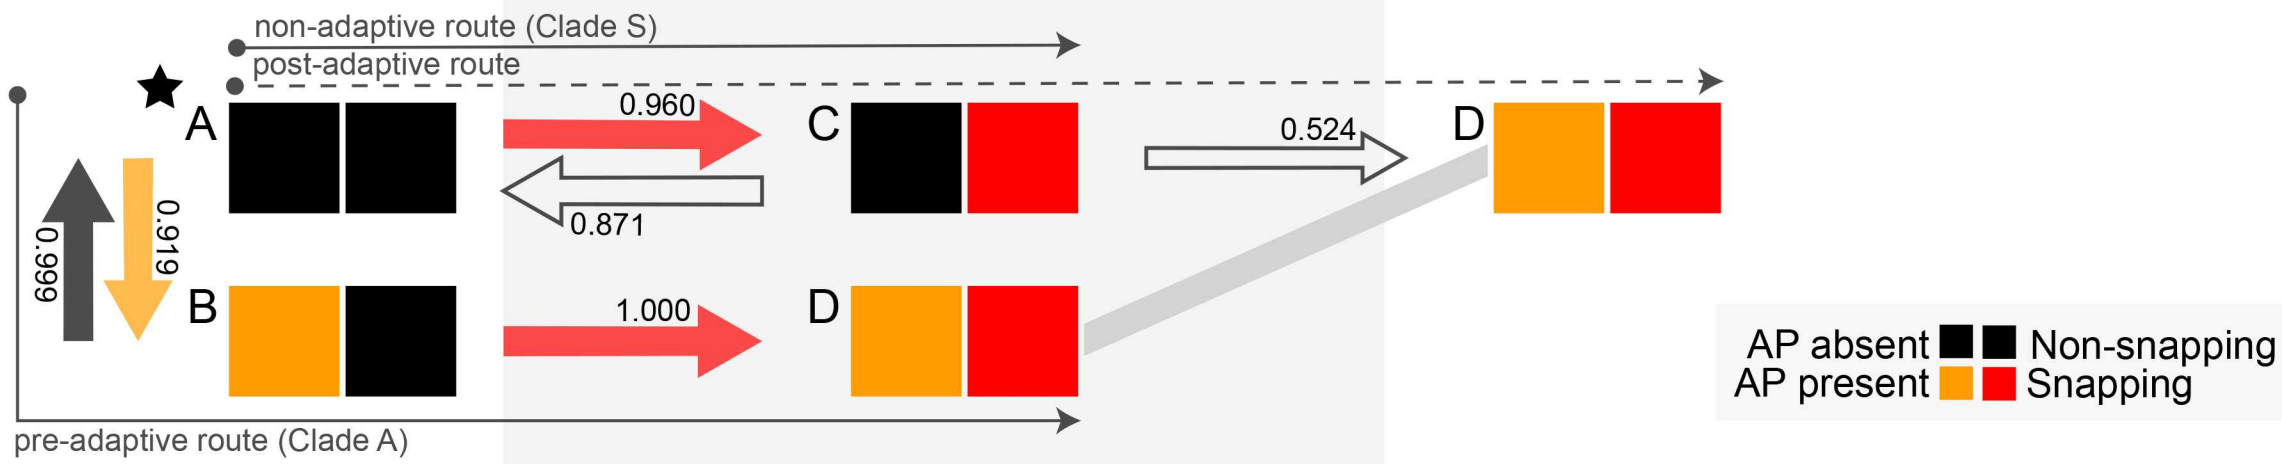 non-adaptive route (Clade S)
post-adaptive route
A
0.960
C
0.524
D
0.871
0.999
0.919
B
1.000
D
AP absent Non-snapping
AP present Snapping
pre-adaptive route (Clade A)